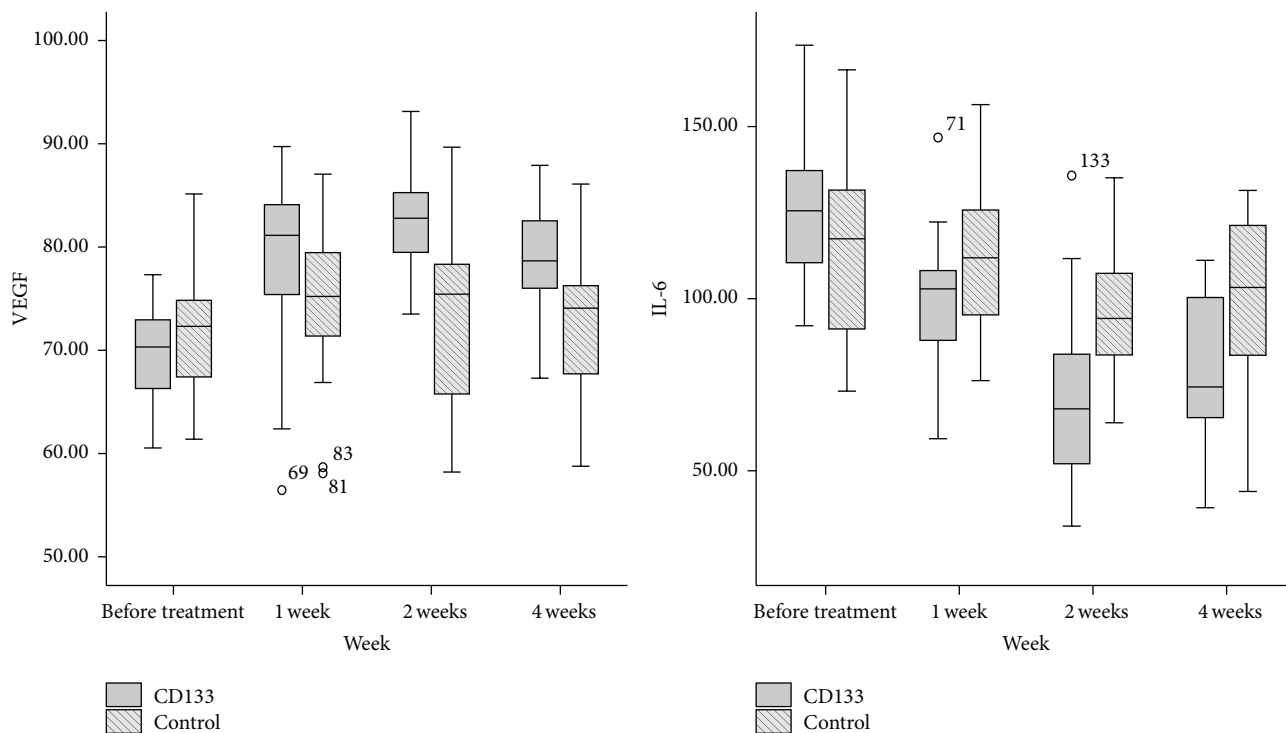 100.00
90.00
80.00
70.00
60.00
50.00
VEGF
69
83
81
Before treatment
1 week
2 weeks
4 weeks
Week
CD133
Control
150.00
100.00
50.00
IL-6
71
133
Before treatment
1 week
2 weeks
4 weeks
Week
CD133
Control